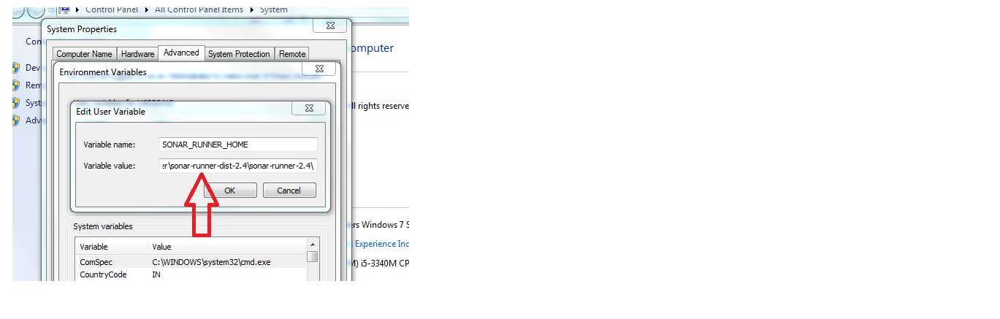 Control Panel ▸ All Control Panel Items ▸ System
System Properties
Con
omputer
Computer Name Hardware Advanced System Protection Remote
Dev
Environment Variables
Rem
Syst
ll rights reserve
Edit User Variable
Adv
Variable name: SONAR_RUNNER_HOME
Variable value: er\sonar-runner-dist-2.4\sonar-runner-2.4\
OK Cancel
System variables
ers Windows 7 S
Variable Value
Experience Ind
ComSpec C:\WINDOWS\system32\cmd.exe
M) i5-3340M CP
CountryCode IN